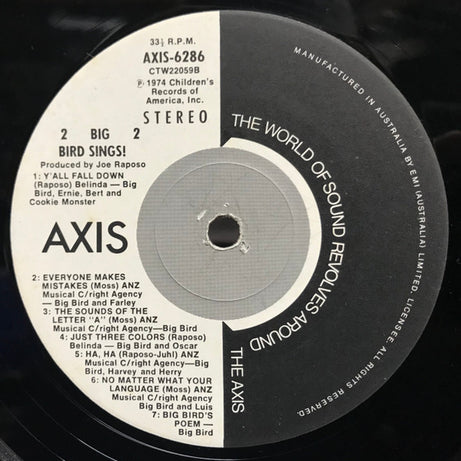 33⅓ R.P.M.
AXIS-6286
CTW22059B
Ⓟ 1974 Children's
Records of
America, Inc.
STEREO
2 BIG 2
BIRD SINGS!
Produced by Joe Raposo
1: Y'ALL FALL DOWN
(Raposo) Belinda — Big
Bird, Ernie, Bert and
Cookie Monster
AXIS
2: EVERYONE MAKES
MISTAKES (Moss) ANZ
Musical C/right Agency
— Big Bird and Farley
3: THE SOUNDS OF THE
LETTER "A" (Moss) ANZ
Musical C/right Agency—Big Bird
4: JUST THREE COLORS (Raposo)
Belinda — Big Bird and Oscar
5: HA, HA (Raposo-Juhl) ANZ
Musical C/right Agency—Big
Bird, Harvey and Herry
6: NO MATTER WHAT YOUR
LANGUAGE (Moss) ANZ
Musical C/right Agency
— Big Bird and Luis
7: BIG BIRD'S
POEM —
Big Bird
THE WORLD OF SOUND REVOLVES AROUND THE AXIS
MANUFACTURED IN AUSTRALIA BY EMI (AUSTRALIA) LIMITED, LICENSEE. ALL RIGHTS RESERVED.